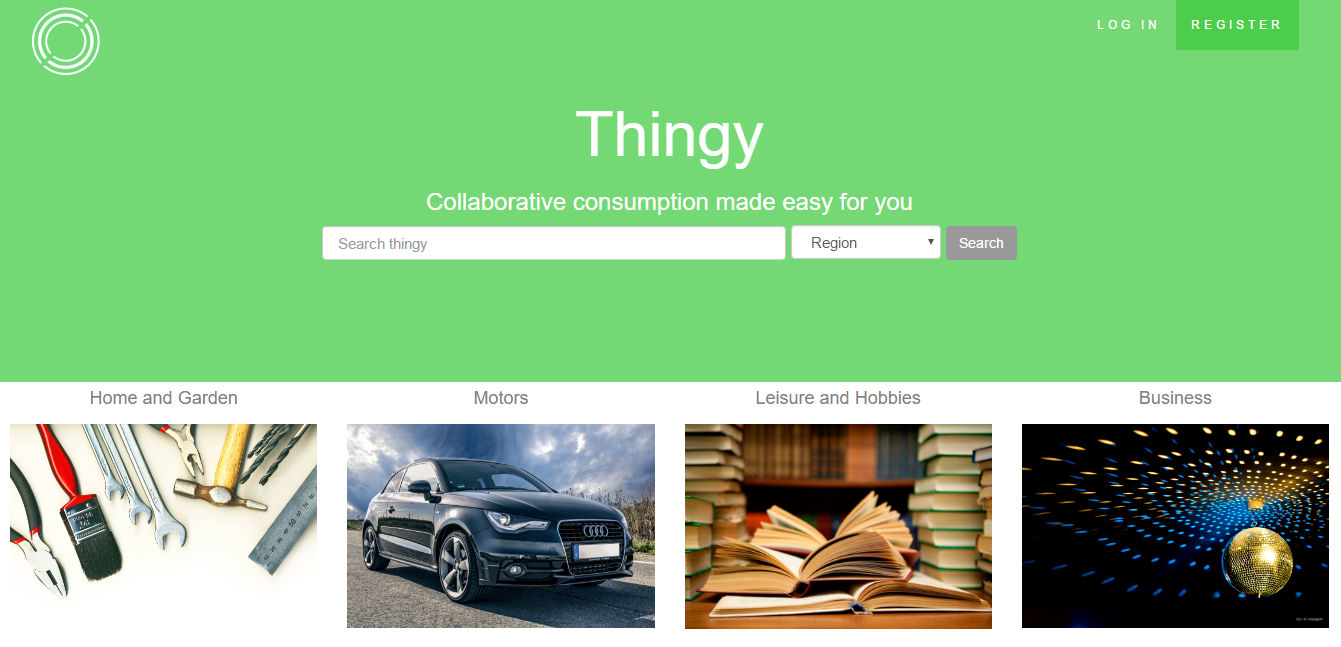 LOG IN
REGISTER
Thingy
Collaborative consumption made easy for you
Search thingy
Region
Search
Home and Garden
Motors
Leisure and Hobbies
Business